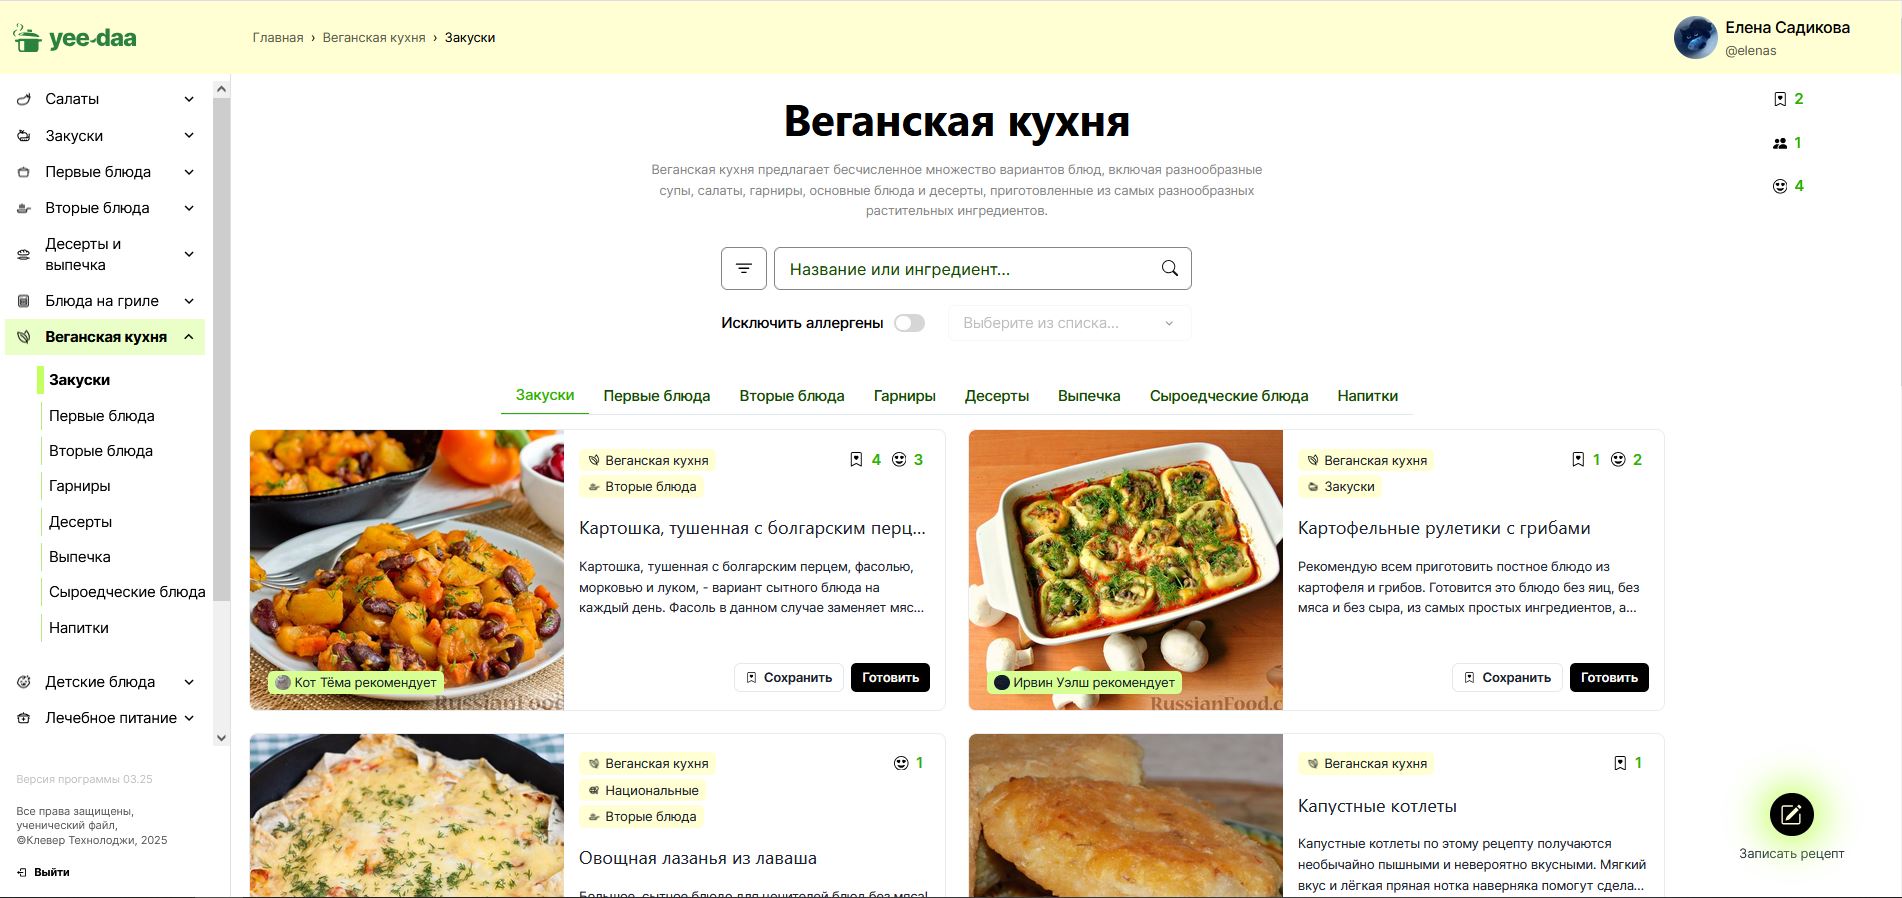 yee-daa
Главная › Веганская кухня › Закуски
Елена Садикова
@elenas
Салаты
Закуски
Первые блюда
Вторые блюда
Десерты и
выпечка
Блюда на гриле
Веганская кухня
Закуски
Первые блюда
Вторые блюда
Гарниры
Десерты
Выпечка
Сыроедческие блюда
Напитки
Детские блюда
Лечебное питание
Версия программы 03.25
Все права защищены,
ученический файл,
©Клевер Технолоджи, 2025
Выйти
Веганская кухня
Веганская кухня предлагает бесчисленное множество вариантов блюд, включая разнообразные
супы, салаты, гарниры, основные блюда и десерты, приготовленные из самых разнообразных
растительных ингредиентов.
Название или ингредиент...
Исключить аллергены
Выберите из списка...
2
1
4
Закуски Первые блюда Вторые блюда Гарниры Десерты Выпечка Сыроедческие блюда Напитки
Веганская кухня 4 3
Вторые блюда
Картошка, тушенная с болгарским перц...
Картошка, тушенная с болгарским перцем, фасолью,
морковью и луком, - вариант сытного блюда на
каждый день. Фасоль в данном случае заменяет мяс...
Кот Тёма рекомендует
RussianFood
Сохранить Готовить
Веганская кухня 1 2
Закуски
Картофельные рулетики с грибами
Рекомендую всем приготовить постное блюдо из
картофеля и грибов. Готовится это блюдо без яиц, без
мяса и без сыра, из самых простых ингредиентов, а...
Ирвин Уэлш рекомендует
RussianFood.c
Сохранить Готовить
Веганская кухня 1
Национальные
Вторые блюда
Овощная лазанья из лаваша
Большое, сытное блюдо для ценителей блюд без мяса!
Веганская кухня 1
Капустные котлеты
Капустные котлеты по этому рецепту получаются
необычайно пышными и невероятно вкусными. Мягкий
вкус и лёгкая пряная нотка наверняка помогут сдела...
Записать рецепт